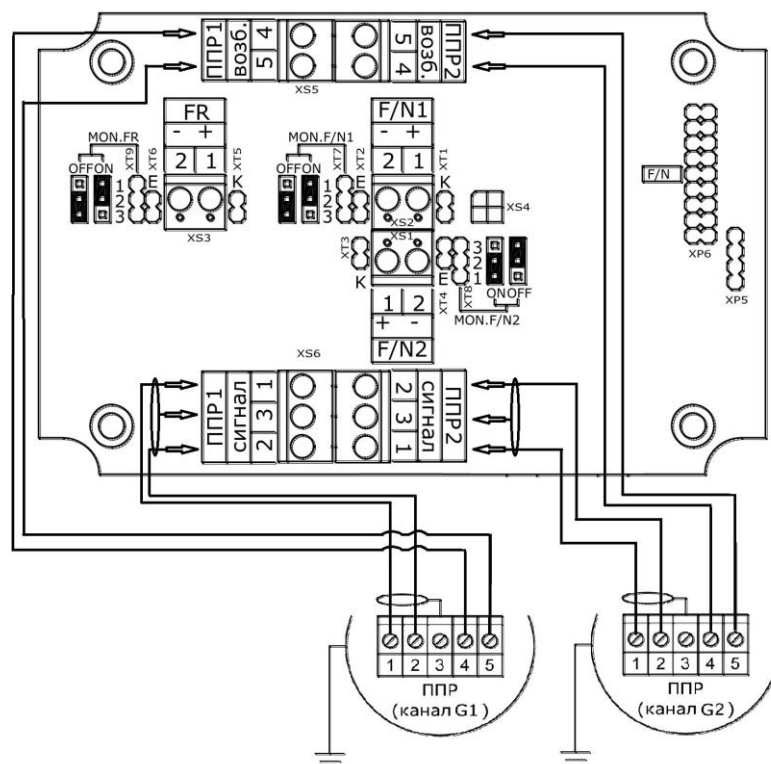 ППР1 возб. 4 5
XS5
5 4 возб. ППР2
FR
- +
2 1
MON.FR
OFF ON
XT9 XT6 XT5
1 E K
2
3
XS3
F/N1
- +
2 1
MON.F/N1
OFF ON
XT7 XT2 XT1
1 E K
2
3
XS2
XS4
XS1
XT3
K
3
2
E 1
XT4 XT8
ON OFF
MON.F/N2
1 2
+ -
F/N2
F/N
XP6
XP5
XS6
ППР1 сигнал 1 3 2
2 3 1 сигнал ППР2
1 2 3 4 5
ППР
(канал G1)
1 2 3 4 5
ППР
(канал G2)